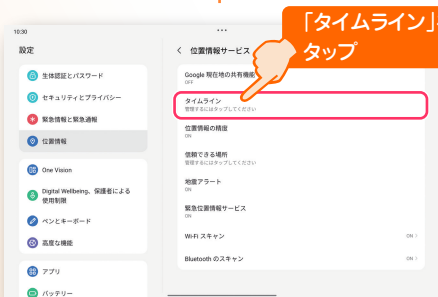 「タイムライン」
タップ
10:30
設定
生体認証とパスワード
セキュリティとプライバシー
緊急情報と緊急通報
位置情報
One Vision
Digital Wellbeing、保護者による
使用制限
ペンとキーボード
高度な機能
アプリ
バッテリー
位置情報サービス
Google 現在地の共有機能
OFF
タイムライン
管理するにはタップしてください
位置情報の精度
ON
信頼できる場所
管理するにはタップしてください
地震アラート
ON
緊急位置情報サービス
ON
Wi-Fi スキャン
ON >
Bluetooth のスキャン
ON >